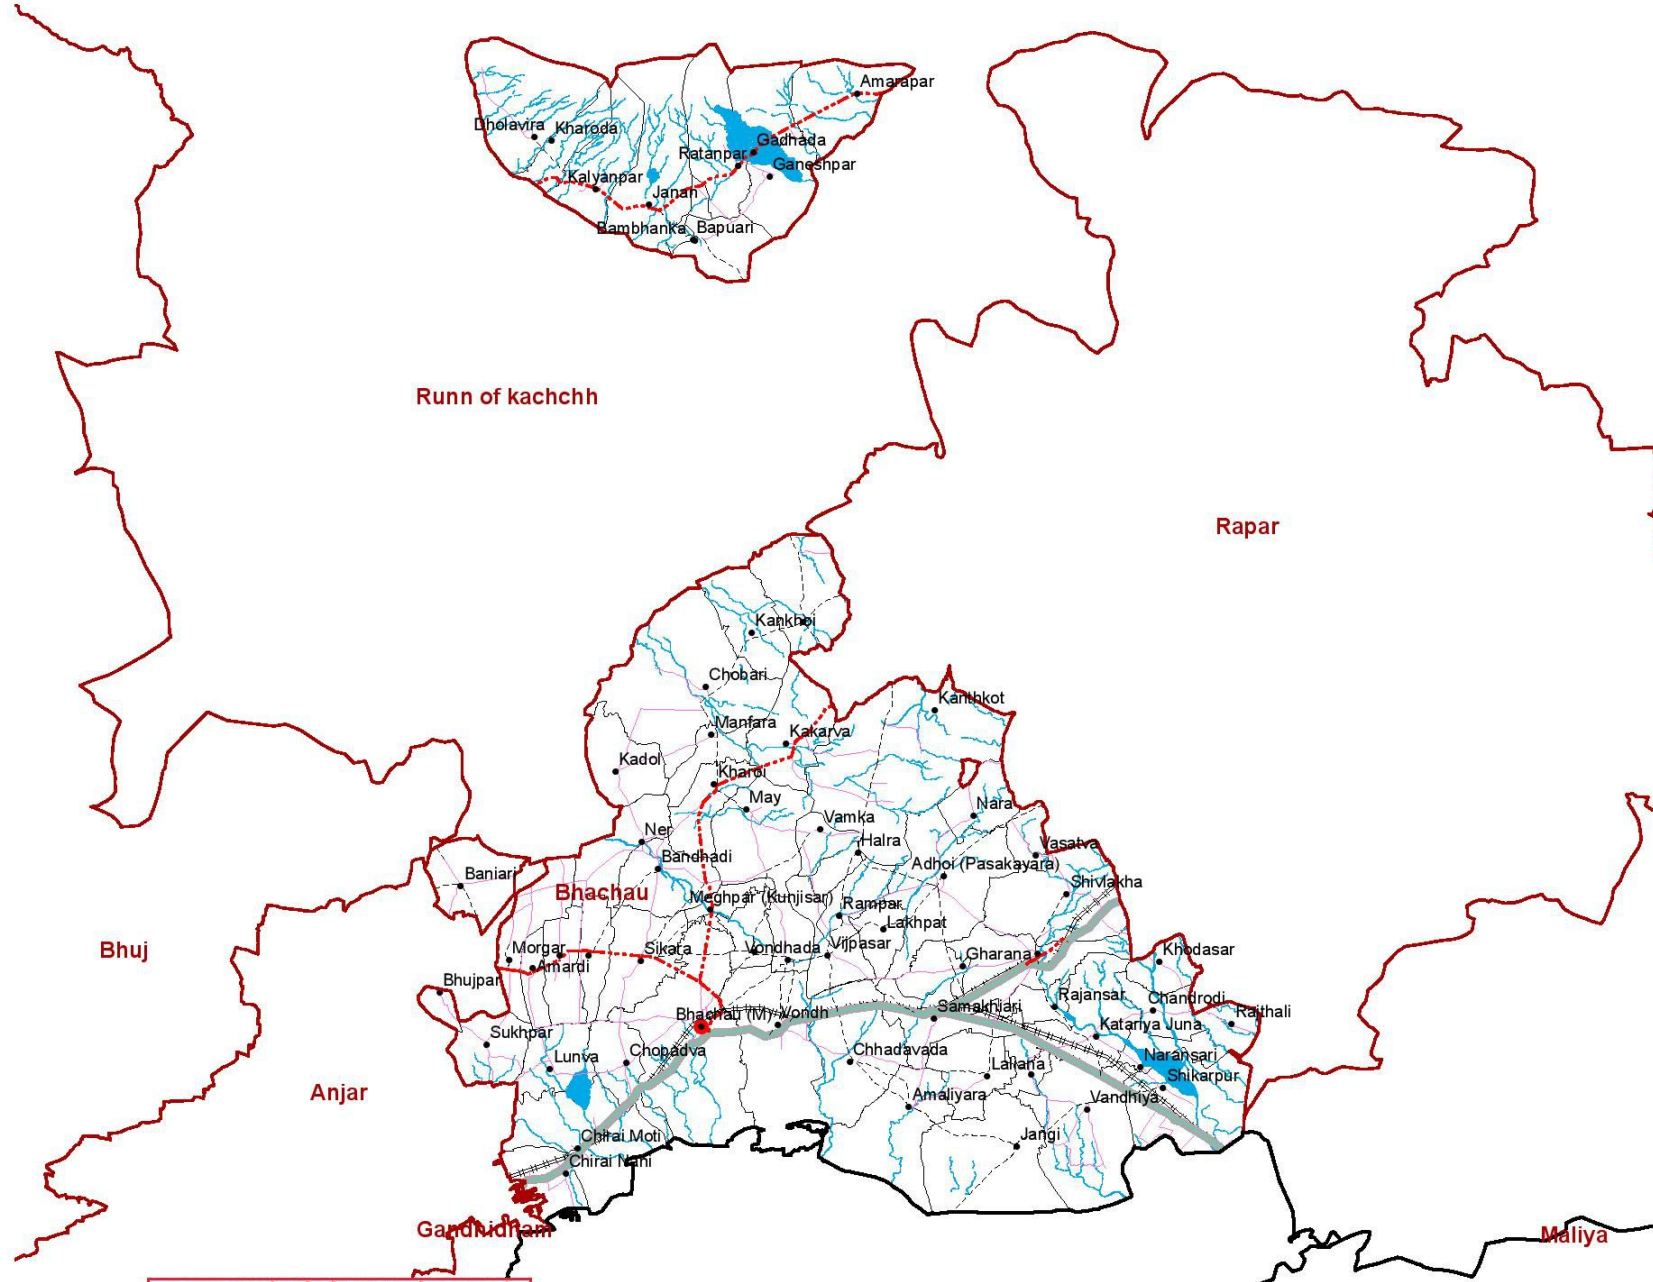 Amarapar
Dholavira
Kharoda
Gadhada
Ratanpar
Ganeshpar
Kalyanpar
Janan
Bambhanka
Bapuari
Runn of kachchh
Rapar
Kankhoi
Chobari
Kanthkot
Manfara
Kakarva
Kadol
Kharoi
May
Nara
Vamka
Ner
Halra
Vasatva
Bandhadi
Adhoi (Pasakayara)
Baniari
Shivlakha
Bhachau
Meghpar (Kunjisar)
Rampar
Lakhpat
Bhuj
Morgar
Sikara
Vondhada
Vijpasar
Gharana
Khodasar
Amardi
Bhujpar
Rajansar
Chandrodi
Rajthali
Bhachau (M)
Vondh
Samakhiari
Katariya Juna
Sukhpar
Lunva
Chopadva
Chhadavada
Naransari
Laliana
Shikarpur
Anjar
Amaliyara
Vandhiya
Chirai Moti
Jangi
Chirai Nani
Gandhidham
Maliya